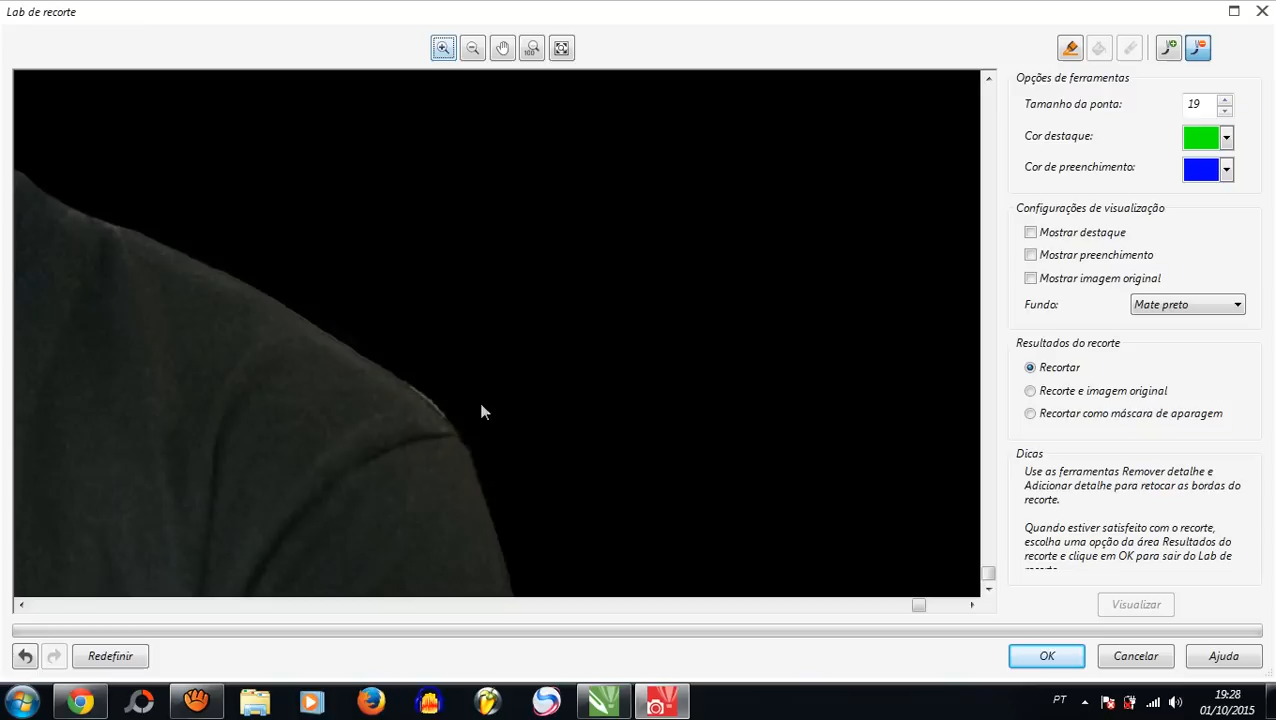 Lab de recorte
100
Opções de ferramentas
Tamanho da ponta: 19
Cor destaque:
Cor de preenchimento:
Configurações de visualização
Mostrar destaque
Mostrar preenchimento
Mostrar imagem original
Fundo: Mate preto
Resultados do recorte
Recortar
Recorte e imagem original
Recortar como máscara de aparagem
Dicas
Use as ferramentas Remover detalhe e
Adicionar detalhe para retocar as bordas do
recorte.
Quando estiver satisfeito com o recorte,
escolha uma opção da área Resultados do
recorte e clique em OK para sair do Lab de
recorte.
Visualizar
Redefinir
OK
Cancelar
Ajuda
PT
19:28
01/10/2015